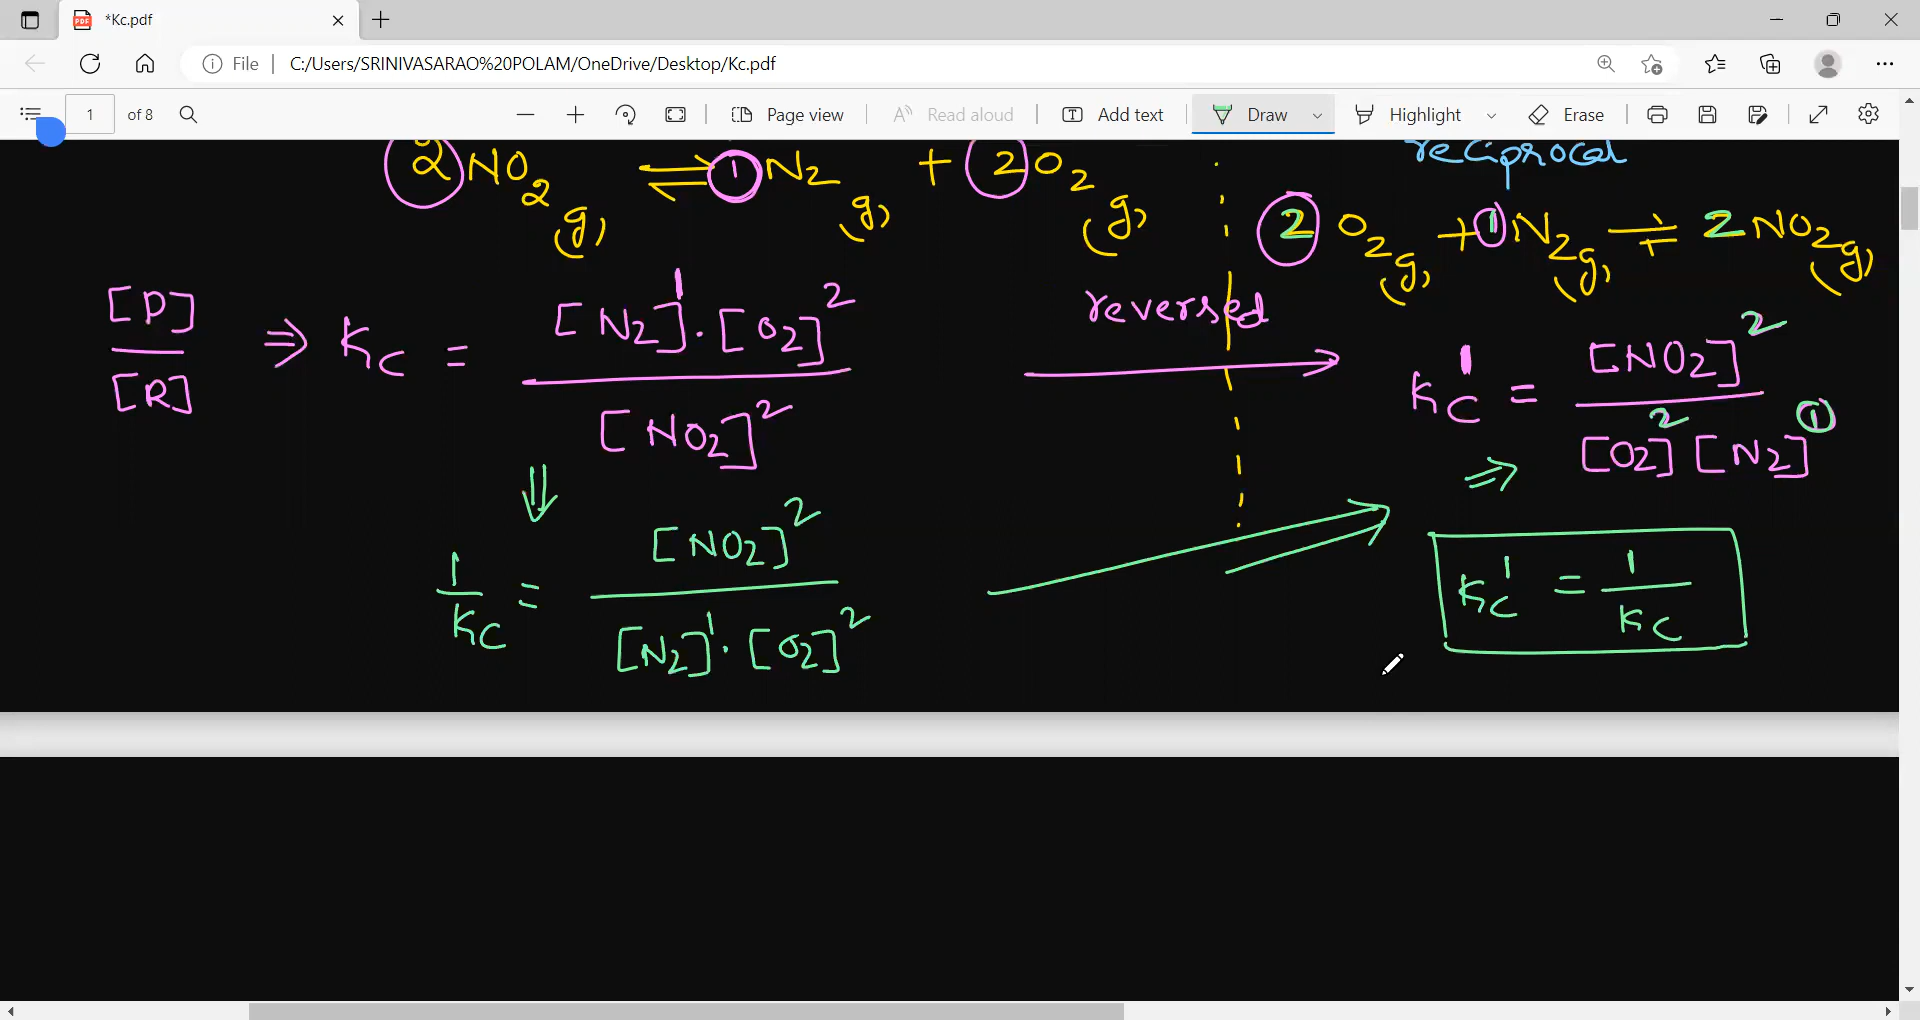 *Kc.pdf
File C:/Users/SRINIVASARAO%20POLAM/OneDrive/Desktop/Kc.pdf
1 of 8 Page view Read aloud Add text Draw Highlight Erase
reciprocal
2NO2(g) ⇌ 1N2(g) + 2O2(g)
2O2(g) + 1N2(g) ⇌ 2NO2(g)
[P]/[R] ⇒ Kc = [N2]^1·[O2]^2/[NO2]^2
reversed
Kc' = [NO2]^2/[O2]^2[N2]^1
⇒
1/Kc = [NO2]^2/[N2]^1·[O2]^2
Kc' = 1/Kc